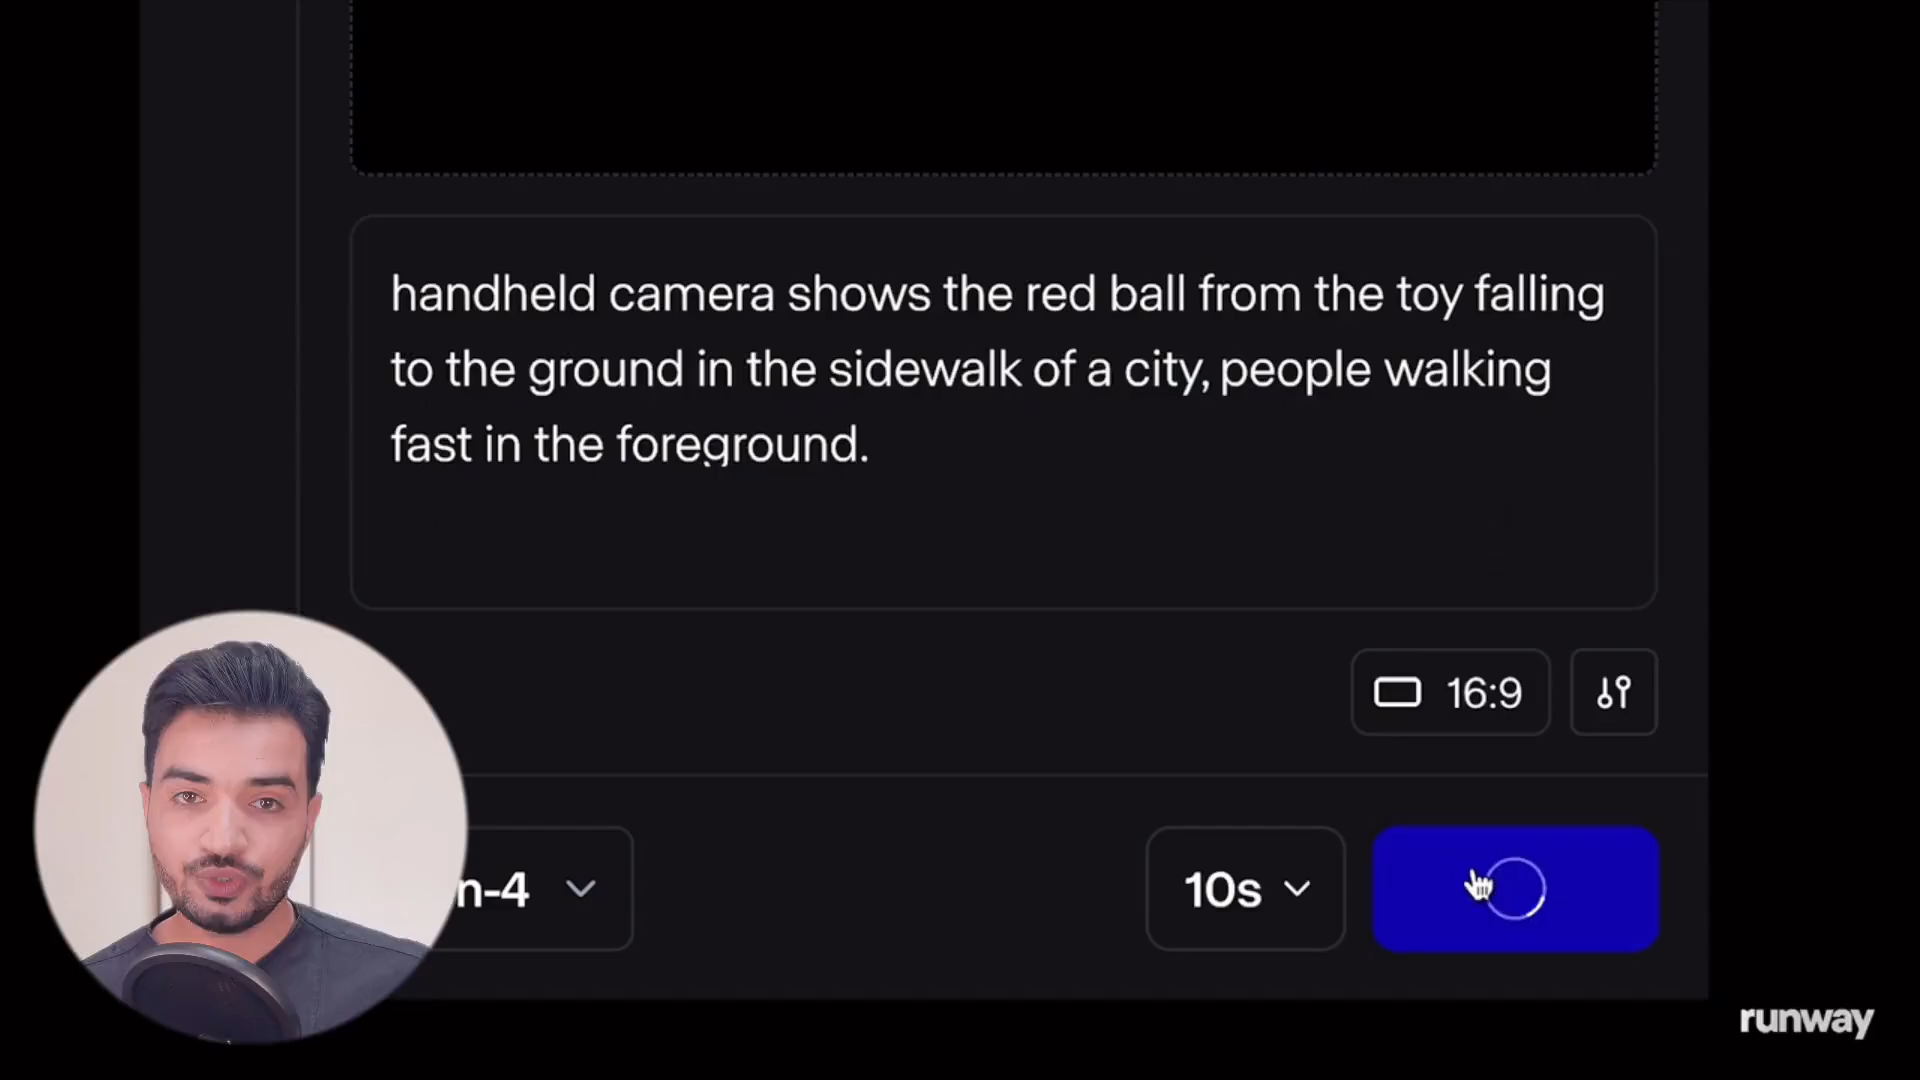 handheld camera shows the red ball from the toy falling
to the ground in the sidewalk of a city, people walking
fast in the foreground.
16:9
n-4
10s
runway